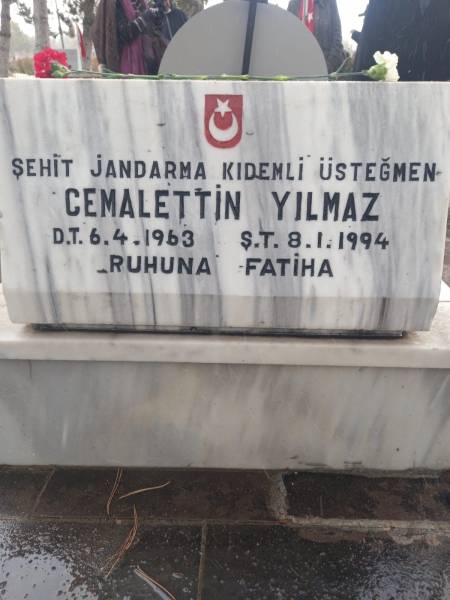 ŞEHİT JANDARMA KIDEMLİ ÜSTEĞMEN
CEMALETTİN YILMAZ
D.T. 6.4.1963 Ş.T. 8.1.1994
RUHUNA FATİHA